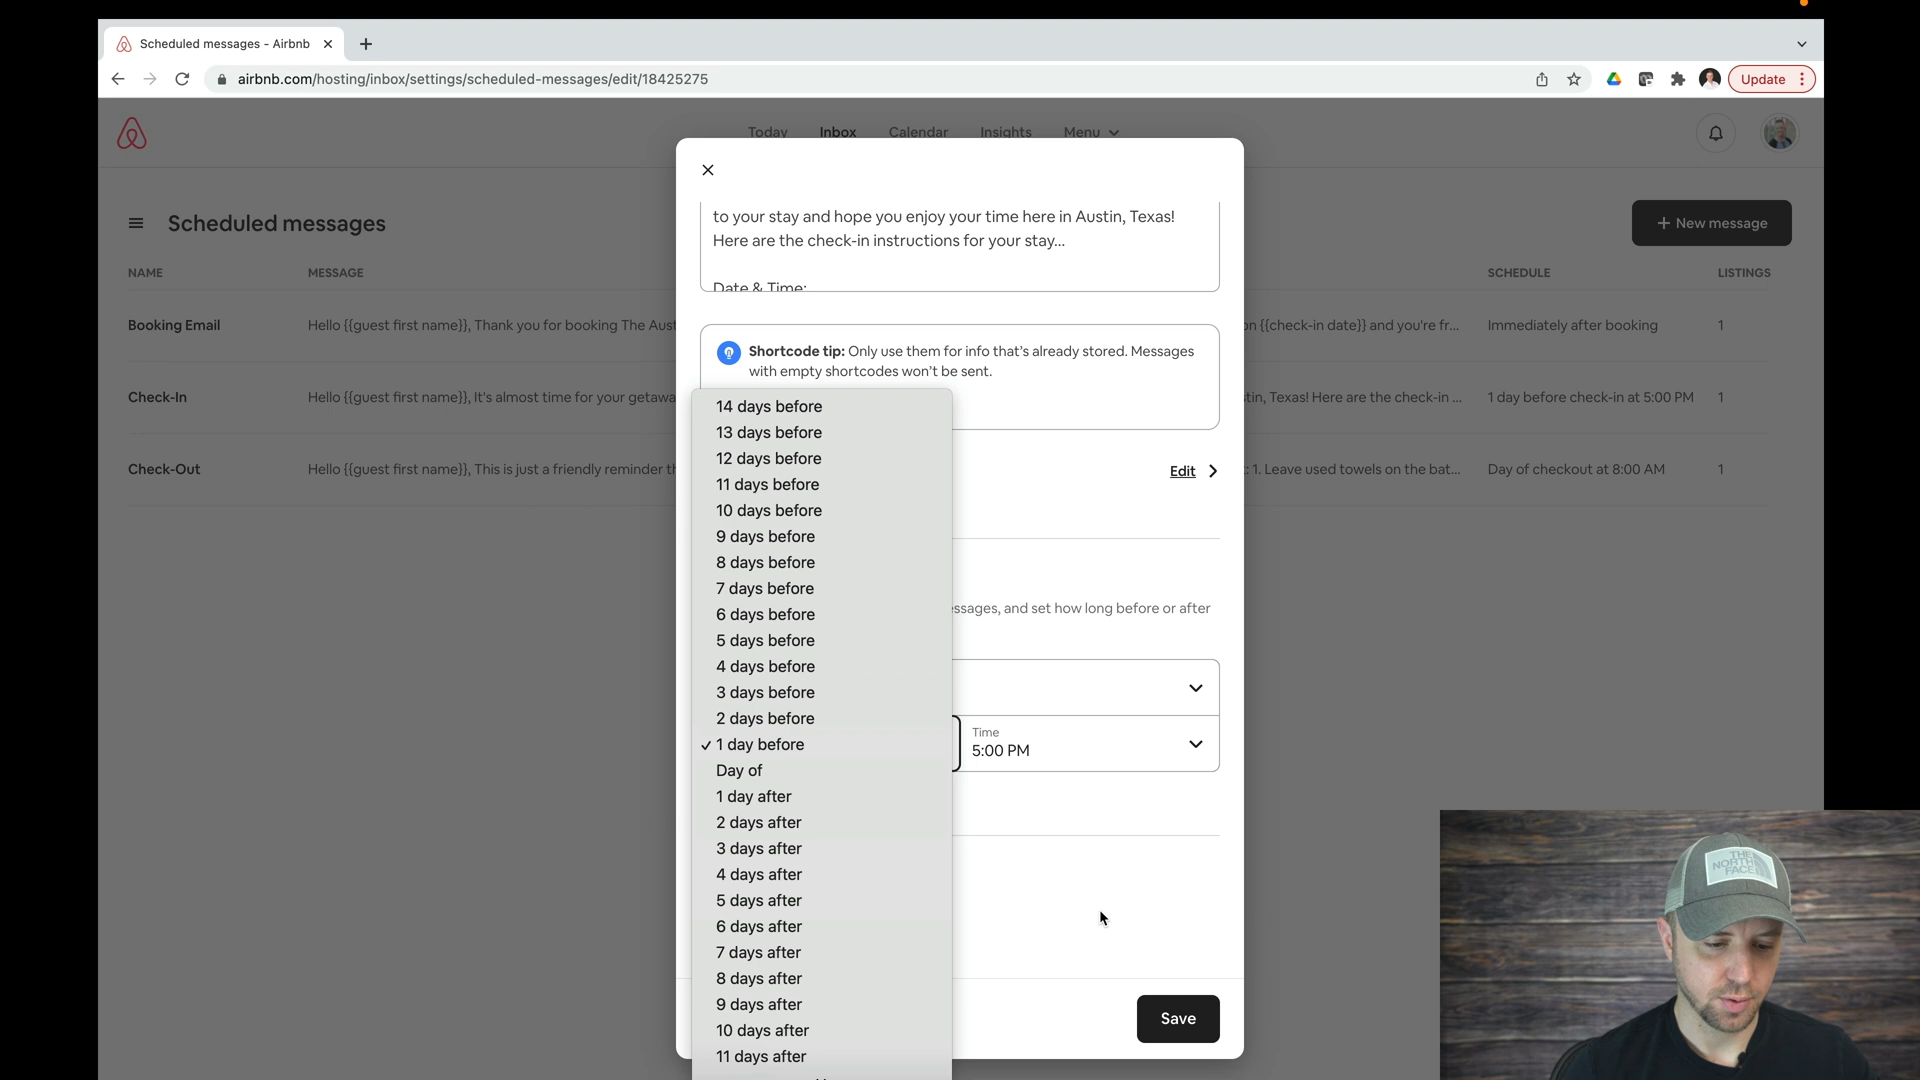 Scheduled messages - Airbnb
airbnb.com/hosting/inbox/settings/scheduled-messages/edit/18425275
Update
Today Inbox Calendar Insights Menu
Scheduled messages
+ New message
NAME MESSAGE SCHEDULE LISTINGS
Booking Email Hello {{guest first name}}, Thank you for booking The Aust on {{check-in date}} and you're fr... Immediately after booking 1
Check-In Hello {{guest first name}}, It's almost time for your getawa tin, Texas! Here are the check-in ... 1 day before check-in at 5:00 PM 1
Check-Out Hello {{guest first name}}, This is just a friendly reminder th : 1. Leave used towels on the bat... Day of checkout at 8:00 AM 1
to your stay and hope you enjoy your time here in Austin, Texas!
Here are the check-in instructions for your stay...
Date & Time:
Shortcode tip: Only use them for info that's already stored. Messages
with empty shortcodes won't be sent.
Edit
essages, and set how long before or after
Time
5:00 PM
Save
14 days before
13 days before
12 days before
11 days before
10 days before
9 days before
8 days before
7 days before
6 days before
5 days before
4 days before
3 days before
2 days before
✓ 1 day before
Day of
1 day after
2 days after
3 days after
4 days after
5 days after
6 days after
7 days after
8 days after
9 days after
10 days after
11 days after
THE
NORTH
FACE